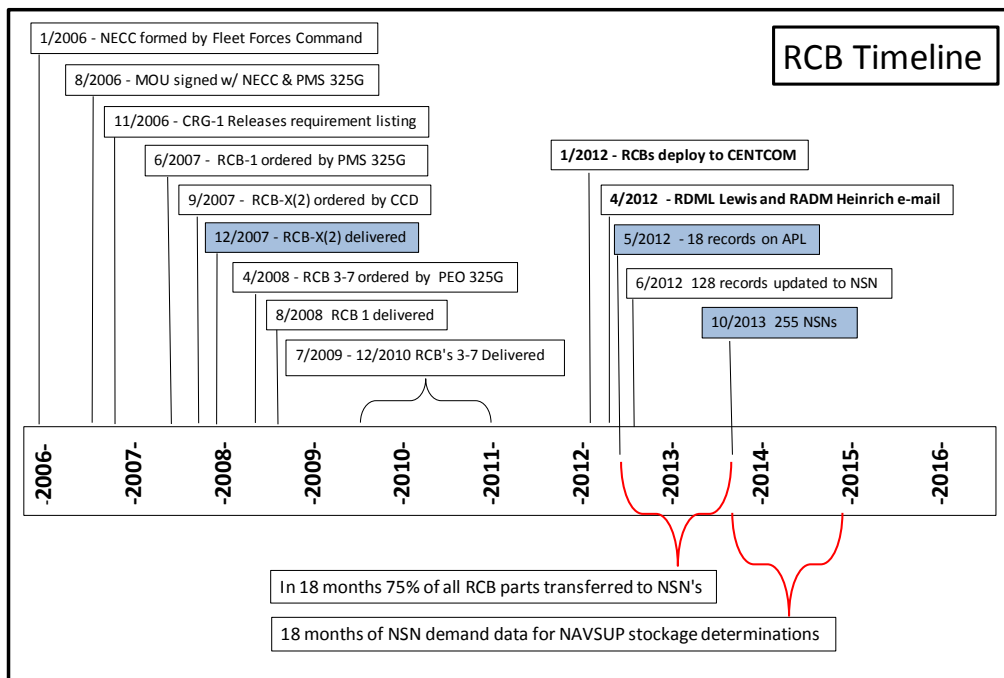 RCB Timeline
1/2006 - NECC formed by Fleet Forces Command
8/2006 - MOU signed w/ NECC & PMS 325G
11/2006 - CRG-1 Releases requirement listing
6/2007 - RCB-1 ordered by PMS 325G
9/2007 - RCB-X(2) ordered by CCD
12/2007 - RCB-X(2) delivered
4/2008 - RCB 3-7 ordered by PEO 325G
8/2008 RCB 1 delivered
7/2009 - 12/2010 RCB's 3-7 Delivered
1/2012 - RCBs deploy to CENTCOM
4/2012 - RDML Lewis and RADM Heinrich e-mail
5/2012 - 18 records on APL
6/2012 128 records updated to NSN
10/2013 255 NSNs
-2006-
-2007-
-2008-
-2009-
-2010-
-2011-
-2012-
-2013-
-2014-
-2015-
-2016-
In 18 months 75% of all RCB parts transferred to NSN's
18 months of NSN demand data for NAVSUP stockage determinations